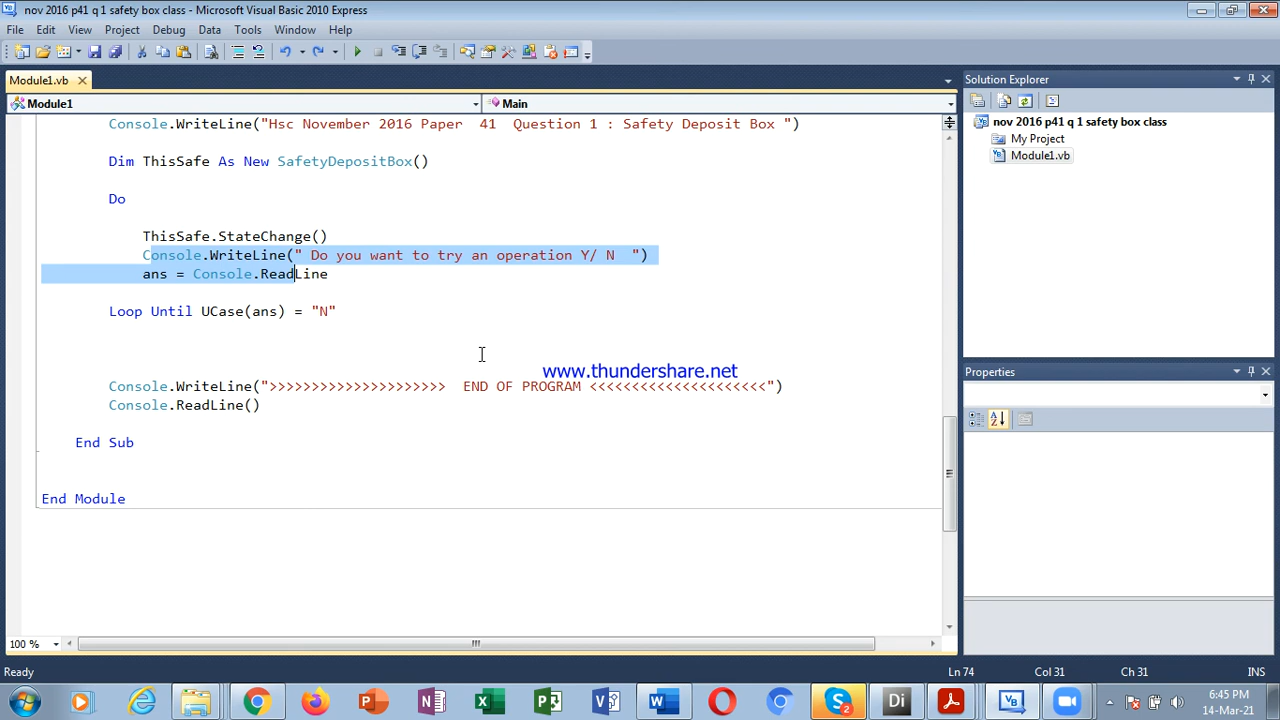 nov 2016 p41 q 1 safety box class - Microsoft Visual Basic 2010 Express
File Edit View Project Debug Data Tools Window Help
Module1.vb
Module1
Main
Console.WriteLine("Hsc November 2016 Paper 41 Question 1 : Safety Deposit Box ")
Dim ThisSafe As New SafetyDepositBox()
Do
ThisSafe.StateChange()
Console.WriteLine(" Do you want to try an operation Y/ N ")
ans = Console.ReadLine
Loop Until UCase(ans) = "N"
www.thundershare.net
Console.WriteLine(">>>>>>>>>>>>>>>>>>>>> END OF PROGRAM <<<<<<<<<<<<<<<<<<<<<")
Console.ReadLine()
End Sub
End Module
100 %
Solution Explorer
nov 2016 p41 q 1 safety box class
My Project
Module1.vb
Properties
Ready
Ln 74 Col 31 Ch 31 INS
6:45 PM
14-Mar-21